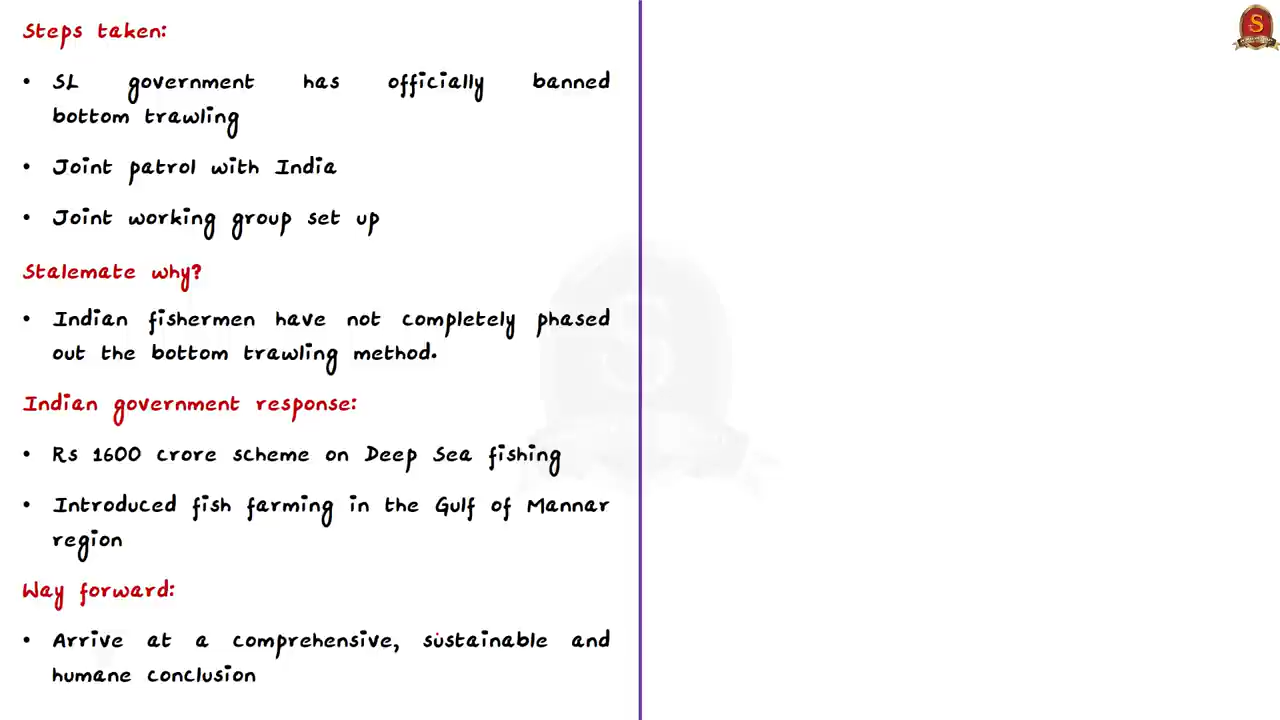 Steps taken:
• SL government has officially banned
bottom trawling
• Joint patrol with India
• Joint working group set up
Stalemate why?
• Indian fishermen have not completely phased
out the bottom trawling method.
Indian government response:
• Rs 1600 crore scheme on Deep Sea fishing
• Introduced fish farming in the Gulf of Mannar
region
Way forward:
• Arrive at a comprehensive, sustainable and
humane conclusion
S